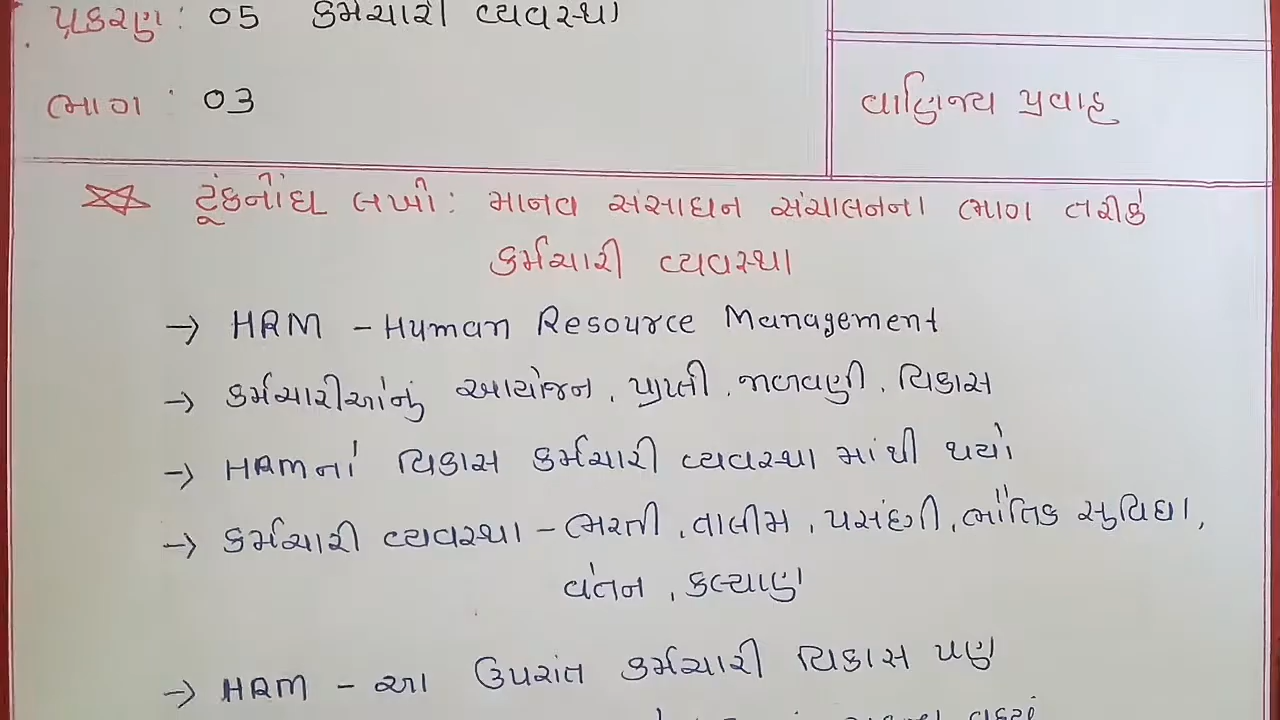 પ્રકરણ : 05 કર્મચારી વ્યવસ્થા
ભાગ : 03
વાણિજ્ય પ્રવાહ
ટૂંકનોંધ લખો : માનવ સંસાધન સંચાલનના ભાગ તરીકે
કર્મચારી વ્યવસ્થા
→ HRM - Human Resource Management
→ કર્મચારીઓનું આયોજન, પ્રાપ્તી, જાળવણી, વિકાસ
→ HRMનો વિકાસ કર્મચારી વ્યવસ્થા માંથી થયો
→ કર્મચારી વ્યવસ્થા - ભરતી, તાલીમ, પસંદગી, ભૌતિક સુવિધા,
વેતન, કલ્યાણ
→ HRM - આ ઉપરાંત કર્મચારી વિકાસ પણ